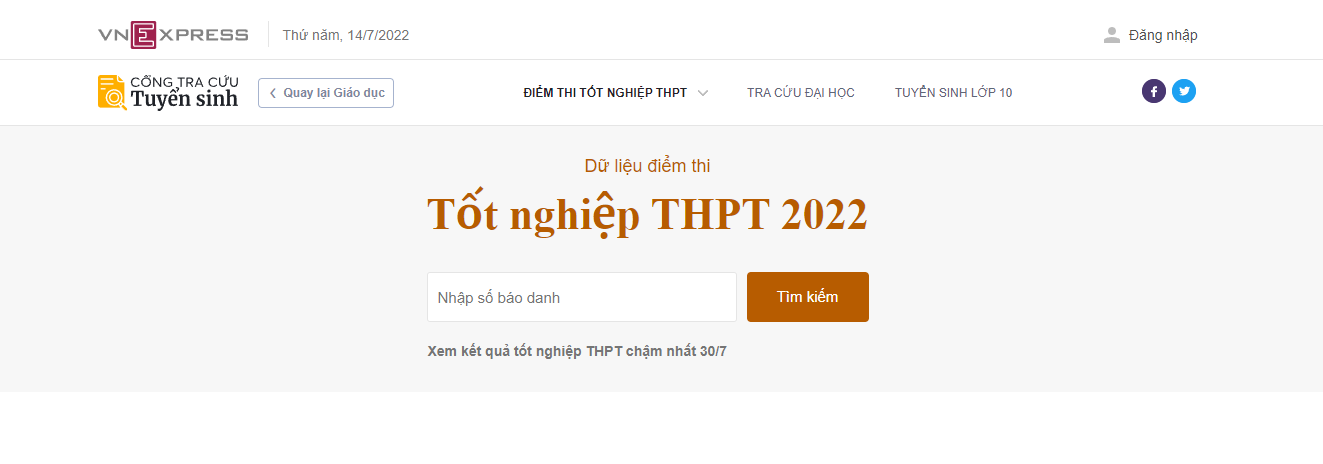 VNEXPRESS
Thứ năm, 14/7/2022
Đăng nhập
CỔNG TRA CỨU
Tuyển sinh
Quay lại Giáo dục
ĐIỂM THI TỐT NGHIỆP THPT
TRA CỨU ĐẠI HỌC
TUYỂN SINH LỚP 10
Dữ liệu điểm thi
Tốt nghiệp THPT 2022
Nhập số báo danh
Tìm kiếm
Xem kết quả tốt nghiệp THPT chậm nhất 30/7